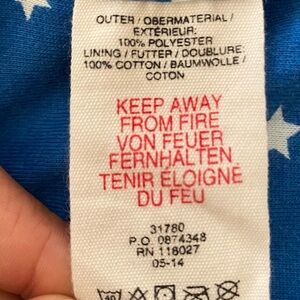 OUTER / OBERMATERIAL /
EXTÉRIEUR:
100% POLYESTER
LINING / FUTTER / DOUBLURE:
100% COTTON / BAUMWOLLE /
COTON
KEEP AWAY
FROM FIRE
VON FEUER
FERNHALTEN.
TENIR ÉLOIGNÉ
DU FEU
31780
P.O. 0874348
RN 118027
05-14
40